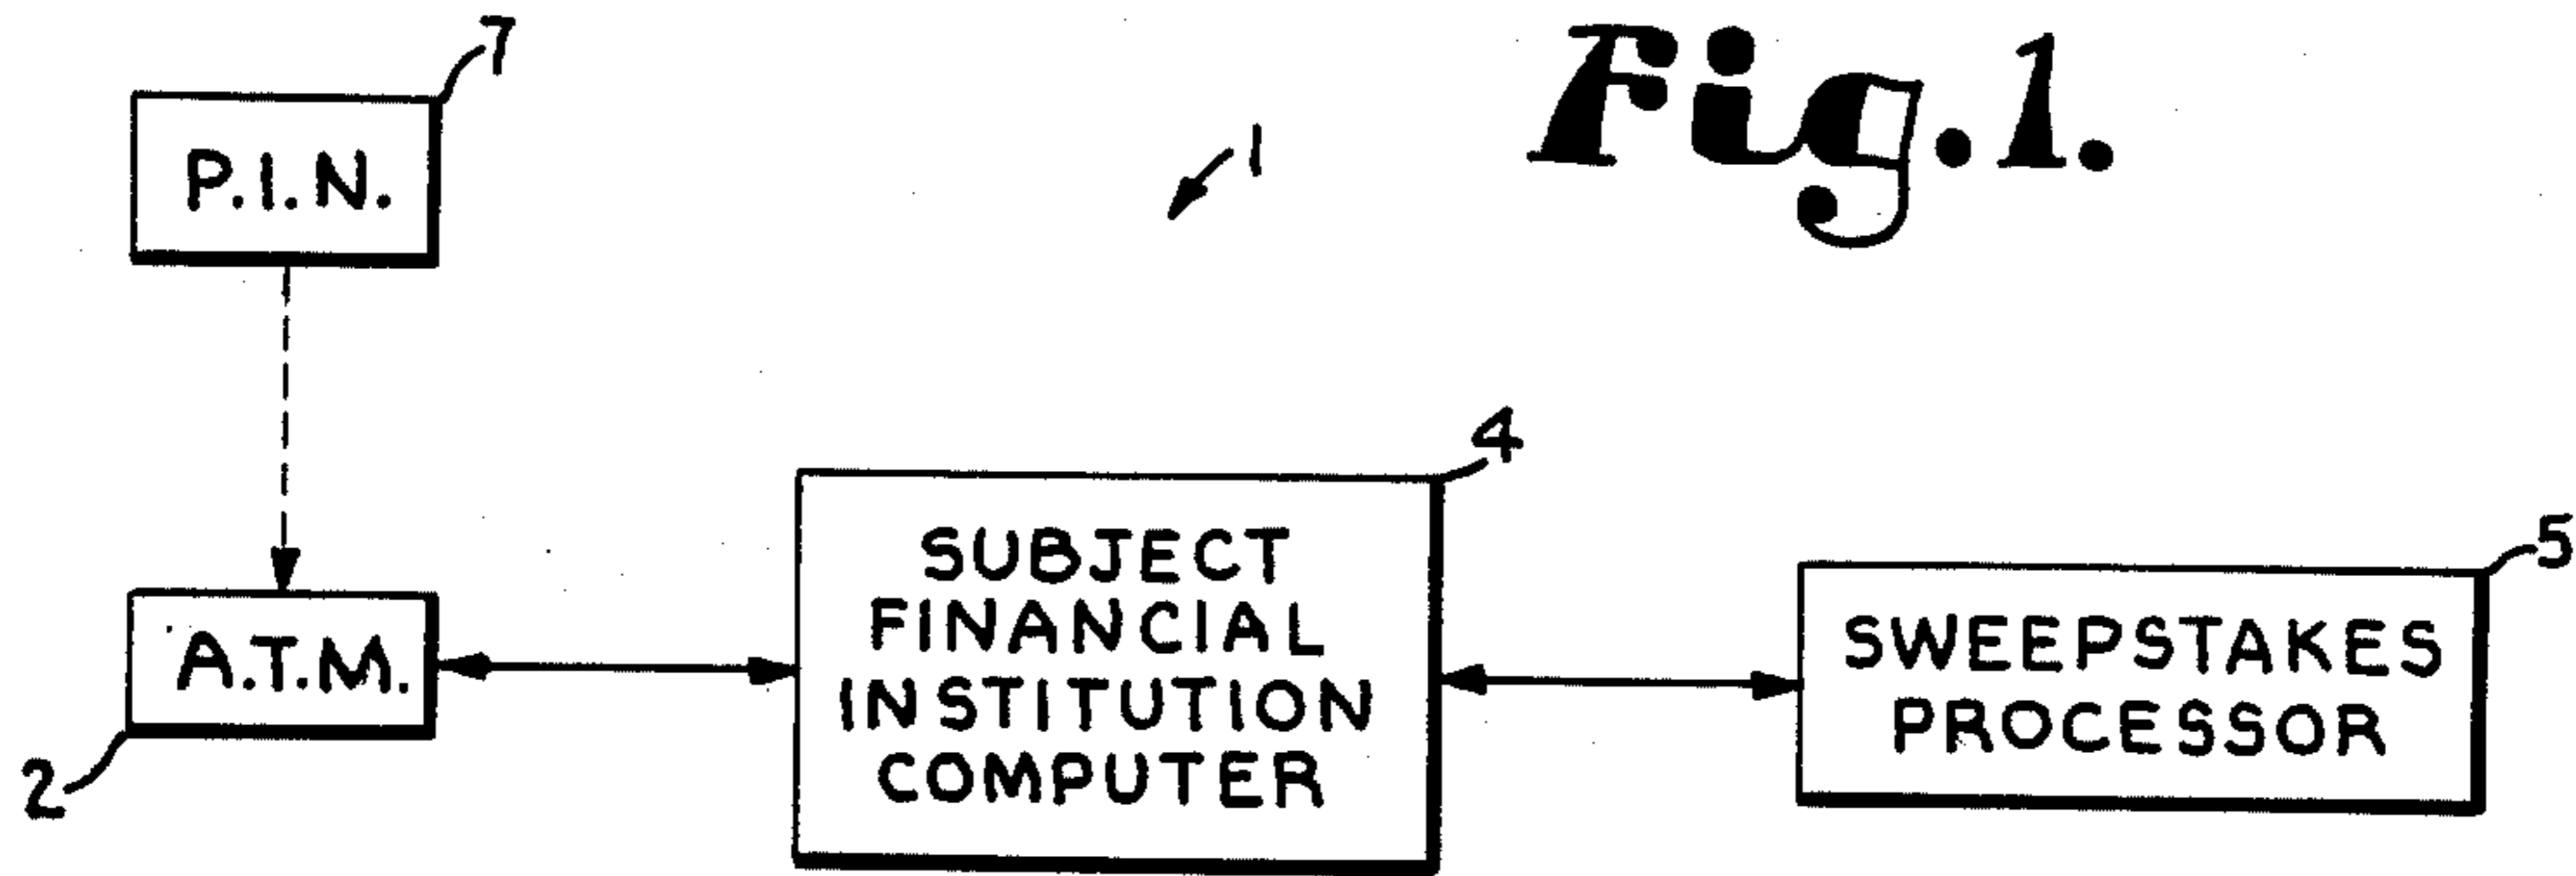 7
Fig.1.
P.I.N.
1
4
SUBJECT
FINANCIAL
INSTITUTION
COMPUTER
5
A.T.M.
SWEEPSTAKES
PROCESSOR
2